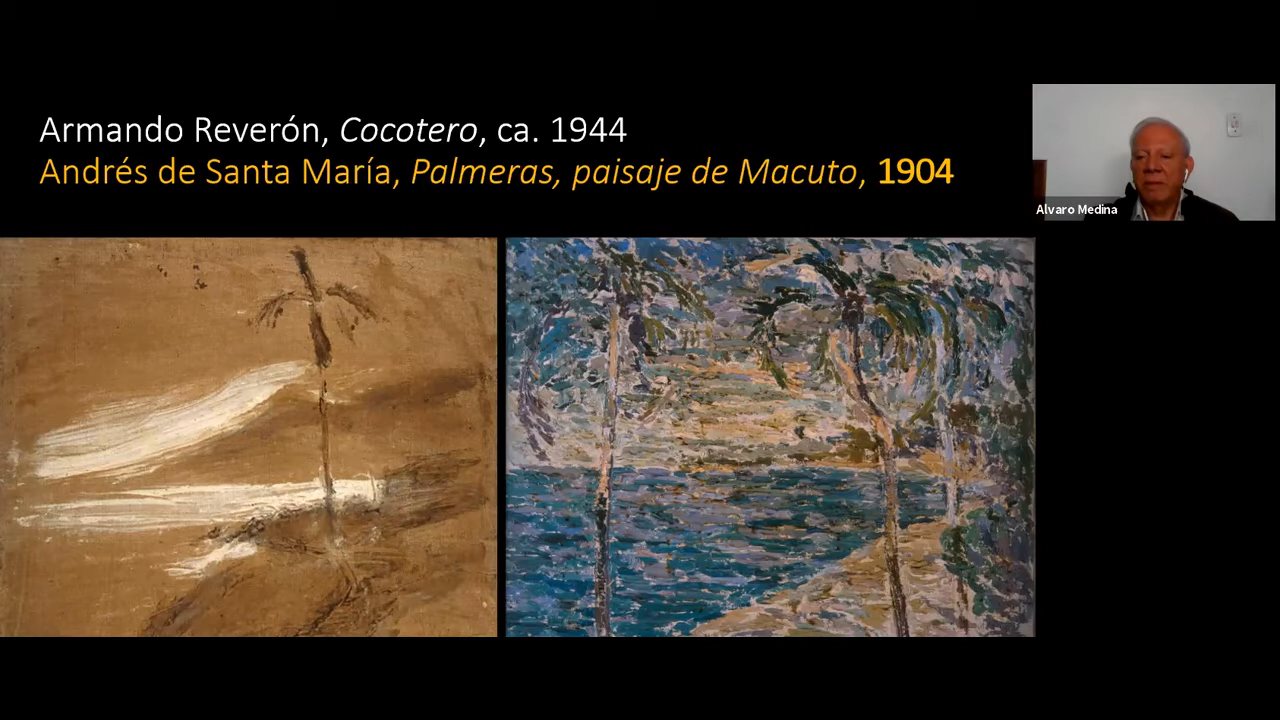 Armando Reverón, Cocotero, ca. 1944
Andrés de Santa María, Palmeras, paisaje de Macuto, 1904
Alvaro Medina